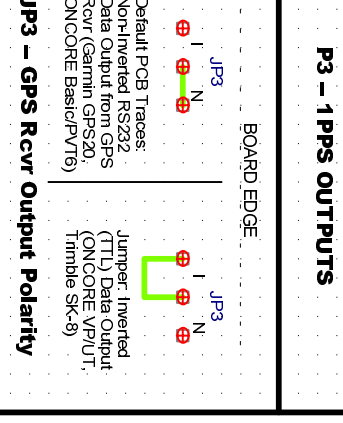 P3 – 1PPS OUTPUTS
BOARD EDGE
JP3
I
N
Default PCB Traces:
Non-Inverted RS232
Data Output from GPS
Rcvr (Garmin GPS20,
ONCORE Basic/PVT6)
JP3
I
N
Jumper: Inverted
(TTL) Data Output
(ONCORE VP/UT,
Trimble SK-8)
JP3 – GPS Rcvr Output Polarity